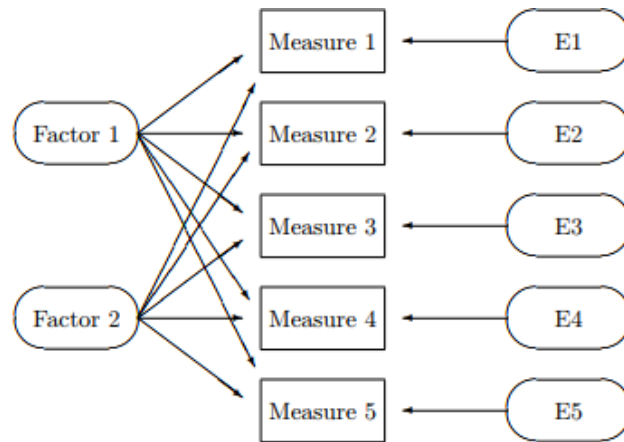 Measure 1
E1
Factor 1
Measure 2
E2
Measure 3
E3
Factor 2
Measure 4
E4
Measure 5
E5